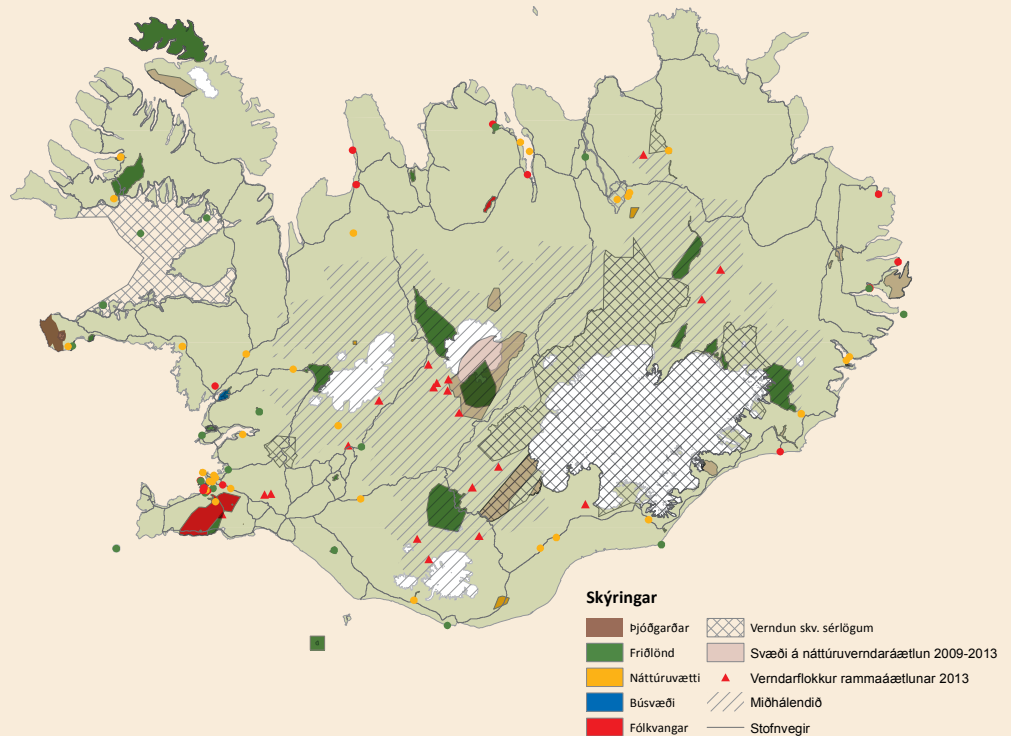 Skýringar
Þjóðgarðar
Friðlönd
Náttúruvætti
Búsvæði
Fólkvangar
Verndun skv. sérlögum
Svæði á náttúruverndaráætlun 2009-2013
Verndarflokkur rammaáætlunar 2013
Miðhálendið
Stofnvegir